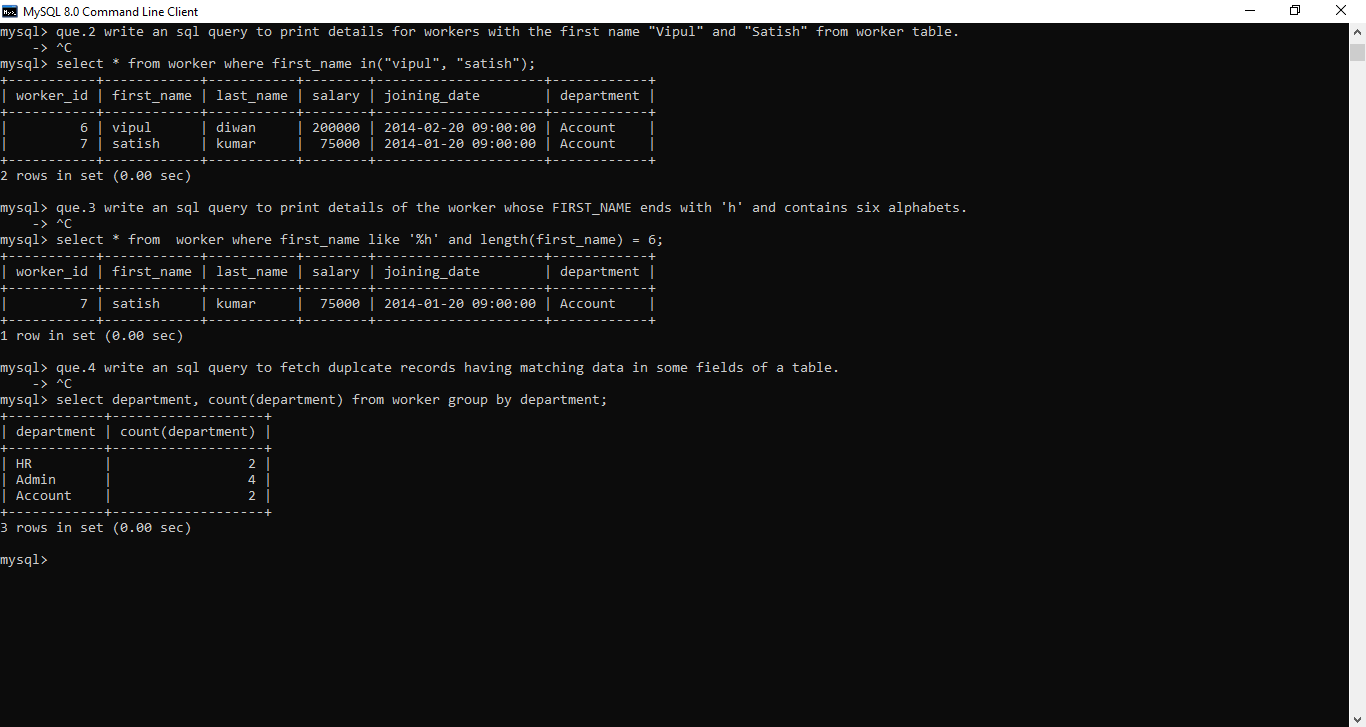 MySQL 8.0 Command Line Client
mysql> que.2 write an sql query to print details for workers with the first name "Vipul" and "Satish" from worker table.
    -> ^C
mysql> select * from worker where first_name in("vipul", "satish");
+-----------+------------+-----------+--------+---------------------+------------+
| worker_id | first_name | last_name | salary | joining_date        | department |
+-----------+------------+-----------+--------+---------------------+------------+
|         6 | vipul      | diwan     | 200000 | 2014-02-20 09:00:00 | Account    |
|         7 | satish     | kumar     |  75000 | 2014-01-20 09:00:00 | Account    |
+-----------+------------+-----------+--------+---------------------+------------+
2 rows in set (0.00 sec)

mysql> que.3 write an sql query to print details of the worker whose FIRST_NAME ends with 'h' and contains six alphabets.
    -> ^C
mysql> select * from  worker where first_name like '%h' and length(first_name) = 6;
+-----------+------------+-----------+--------+---------------------+------------+
| worker_id | first_name | last_name | salary | joining_date        | department |
+-----------+------------+-----------+--------+---------------------+------------+
|         7 | satish     | kumar     |  75000 | 2014-01-20 09:00:00 | Account    |
+-----------+------------+-----------+--------+---------------------+------------+
1 row in set (0.00 sec)

mysql> que.4 write an sql query to fetch duplcate records having matching data in some fields of a table.
    -> ^C
mysql> select department, count(department) from worker group by department;
+------------+-------------------+
| department | count(department) |
+------------+-------------------+
| HR         |                 2 |
| Admin      |                 4 |
| Account    |                 2 |
+------------+-------------------+
3 rows in set (0.00 sec)

mysql>